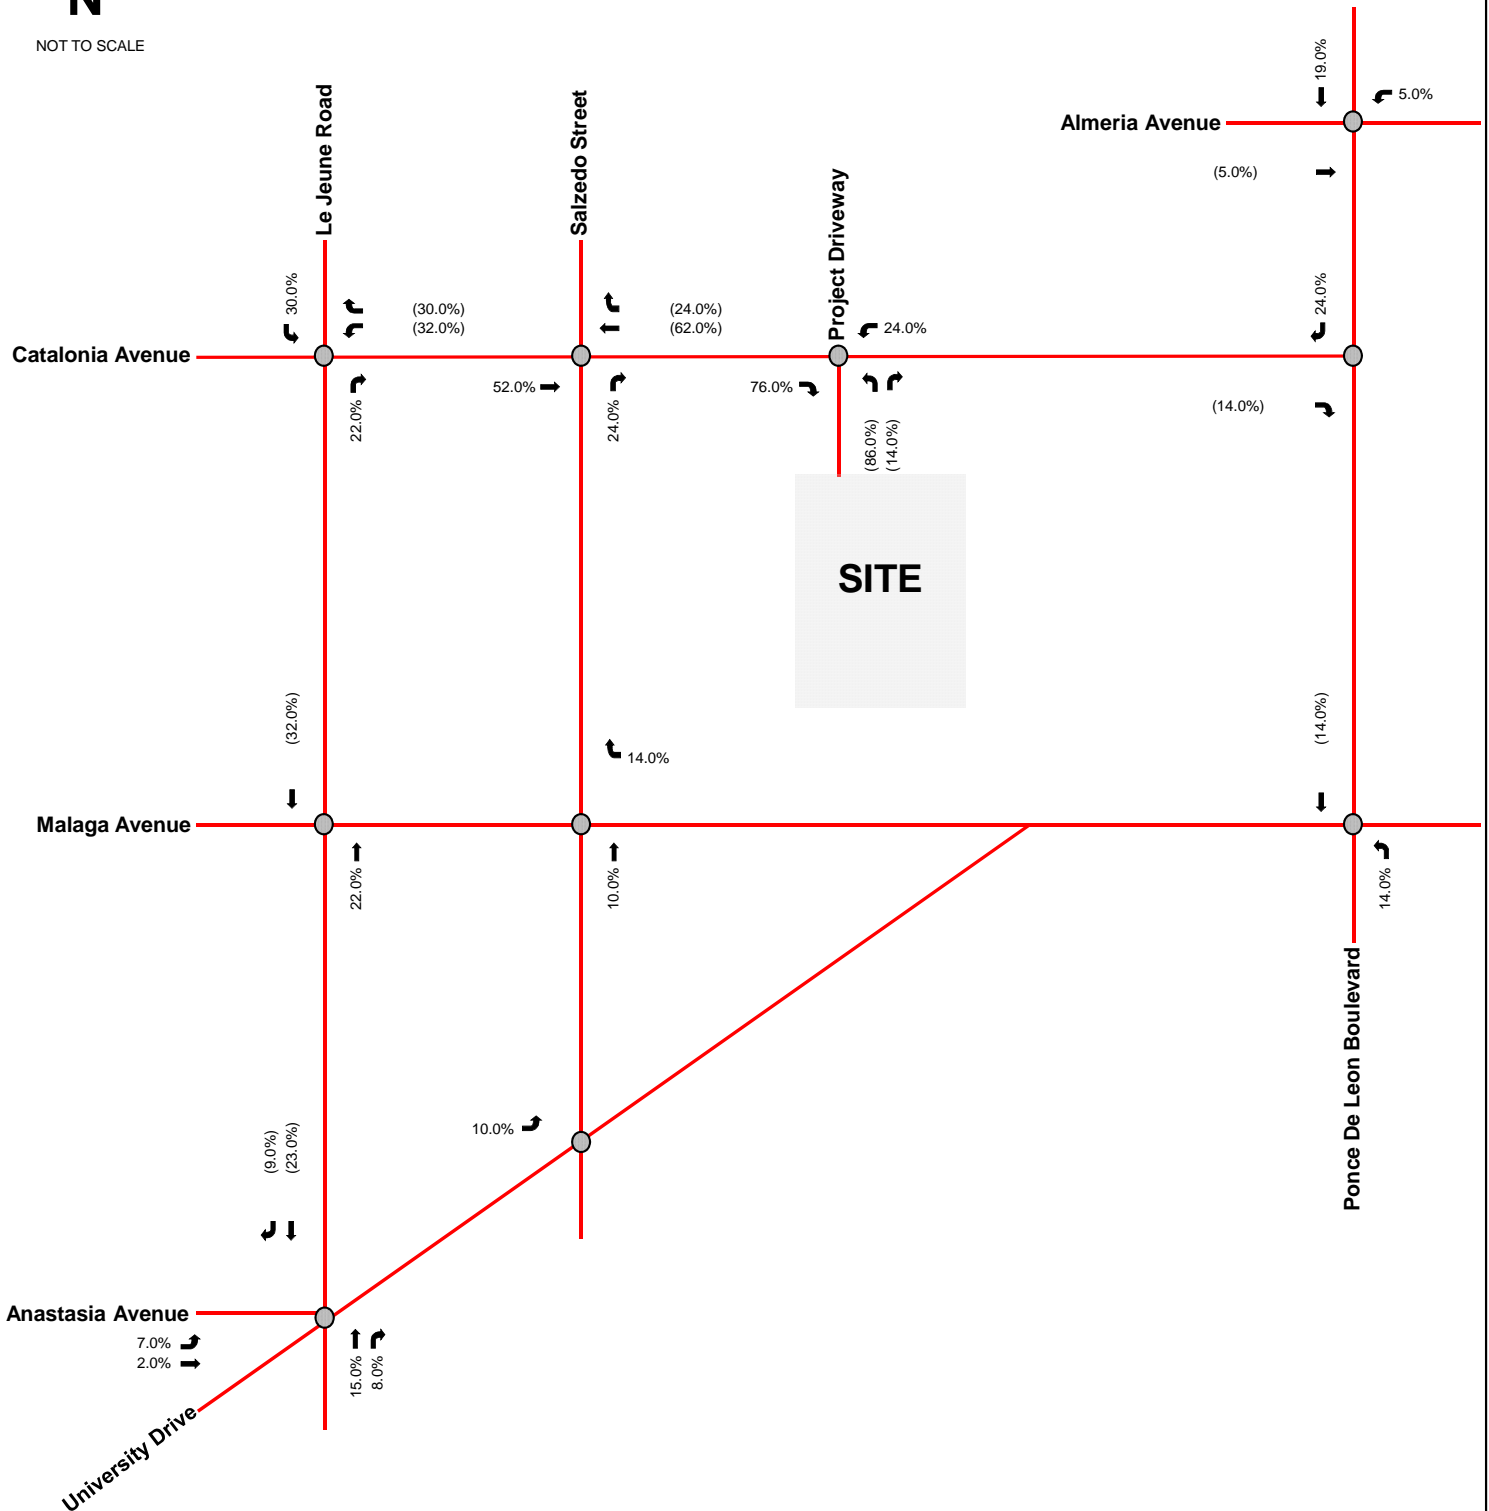 N
NOT TO SCALE
Le Jeune Road
Salzedo Street
Project Driveway
Almeria Avenue
19.0%
5.0%
(5.0%)
30.0%
(30.0%)
(32.0%)
(24.0%)
(62.0%)
24.0%
24.0%
Catalonia Avenue
22.0%
52.0%
24.0%
76.0%
(86.0%)
(14.0%)
(14.0%)
SITE
(32.0%)
14.0%
(14.0%)
Malaga Avenue
22.0%
10.0%
14.0%
Ponce De Leon Boulevard
10.0%
(9.0%)
(23.0%)
Anastasia Avenue
7.0%
2.0%
15.0%
8.0%
University Drive